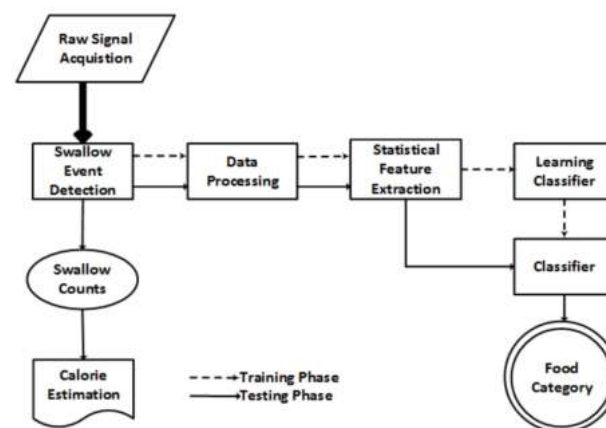 Raw Signal
Acquistion
Swallow
Event
Detection
Data
Processing
Statistical
Feature
Extraction
Learning
Classifier
Swallow
Counts
Classifier
Calorie
Estimation
Training Phase
Testing Phase
Food
Category